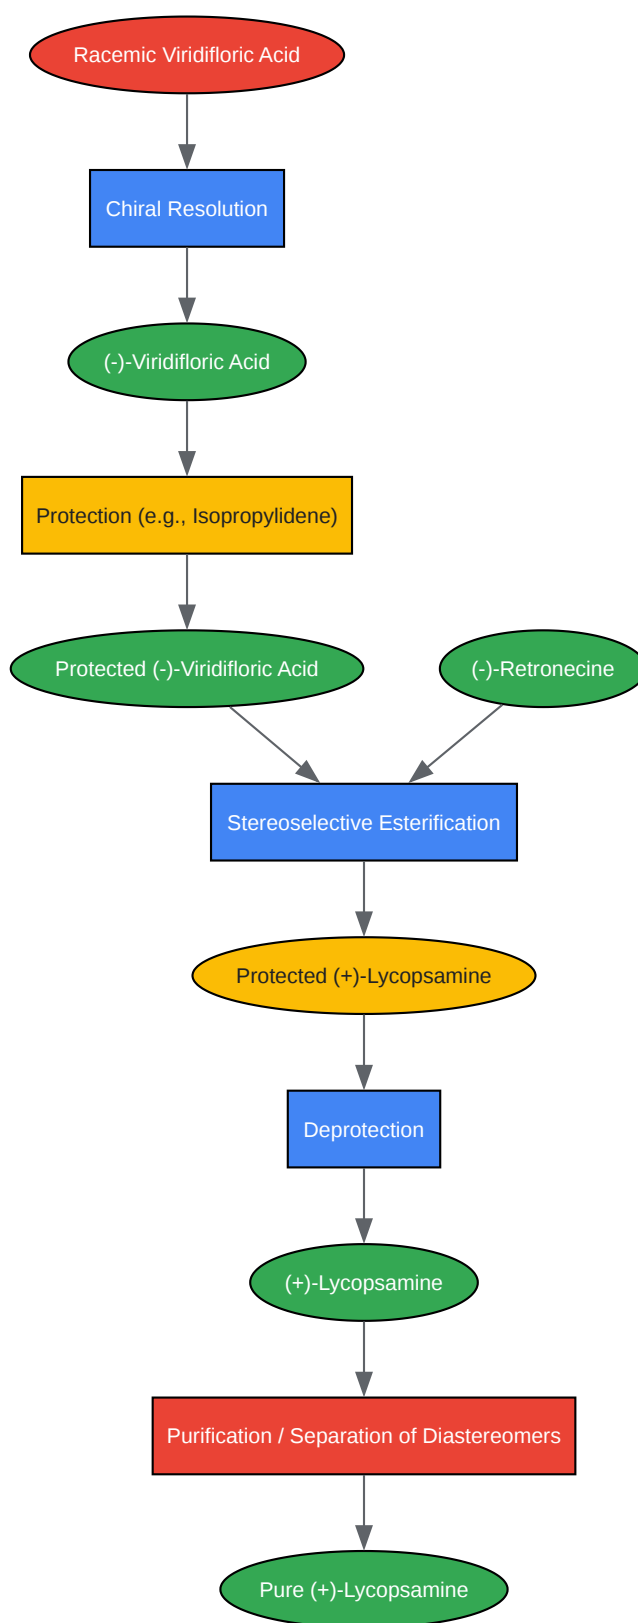 Racemic Viridifloric Acid
Chiral Resolution
(-)-Viridifloric Acid
Protection (e.g., Isopropylidene)
Protected (-)-Viridifloric Acid
(-)-Retronecine
Stereoselective Esterification
Protected (+)-Lycopsamine
Deprotection
(+)-Lycopsamine
Purification / Separation of Diastereomers
Pure (+)-Lycopsamine